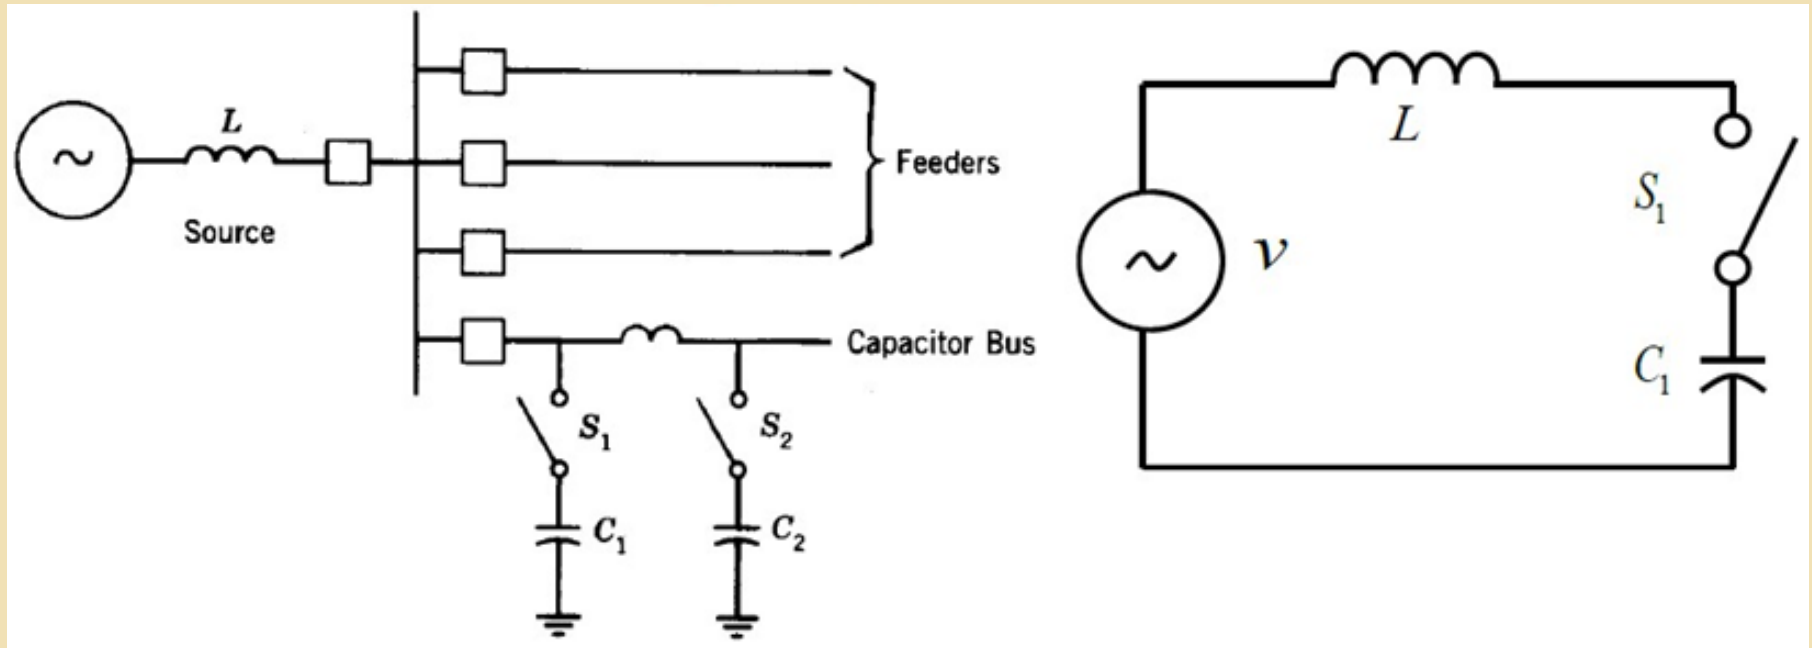 L
Source
Feeders
Capacitor Bus
S₁
S₂
C₁
C₂
L
v
S₁
C₁